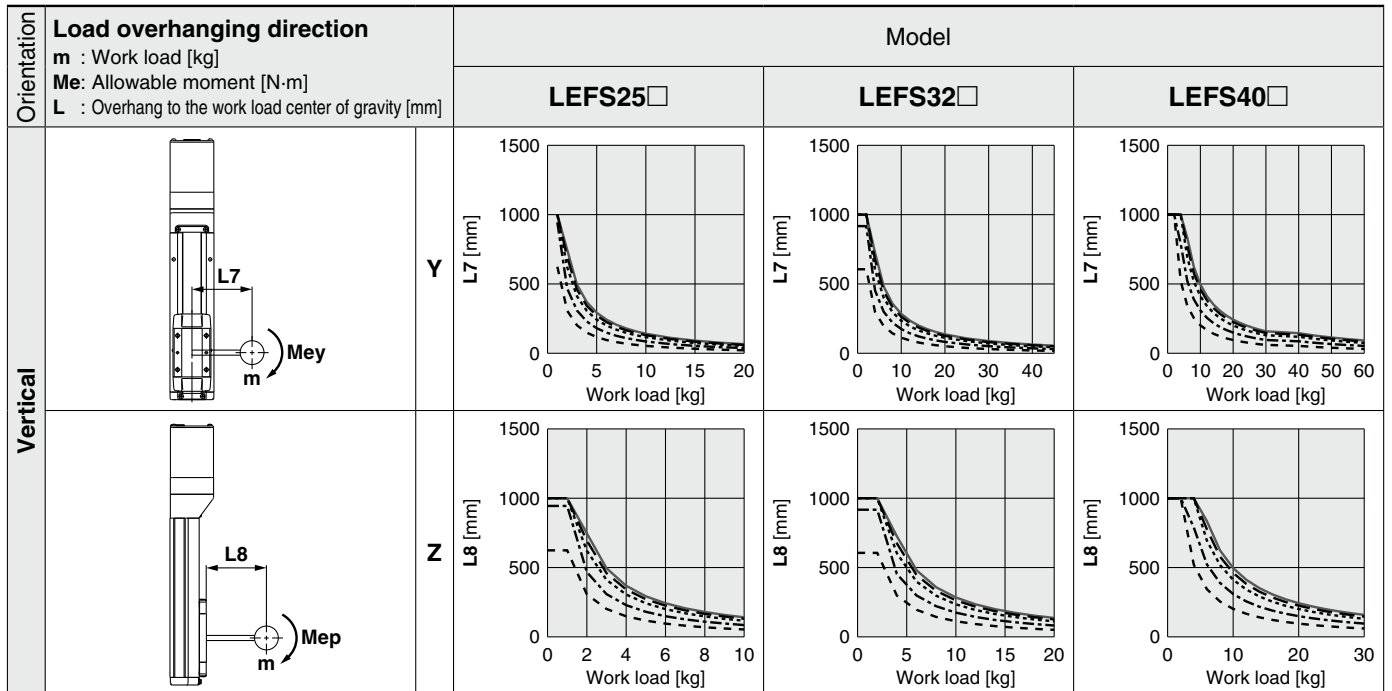 Orientation
Load overhanging direction
m : Work load [kg]
Me: Allowable moment [N·m]
L : Overhang to the work load center of gravity [mm]
Model
LEFS25□
LEFS32□
LEFS40□
Vertical
L7
Mey
m
Y
L7 [mm]
1500
1000
500
0
0 5 10 15 20
Work load [kg]
L7 [mm]
1500
1000
500
0
0 10 20 30 40
Work load [kg]
L7 [mm]
1500
1000
500
0
0 10 20 30 40 50 60
Work load [kg]
L8
Mep
m
Z
L8 [mm]
1500
1000
500
0
0 2 4 6 8 10
Work load [kg]
L8 [mm]
1500
1000
500
0
0 5 10 15 20
Work load [kg]
L8 [mm]
1500
1000
500
0
0 10 20 30
Work load [kg]